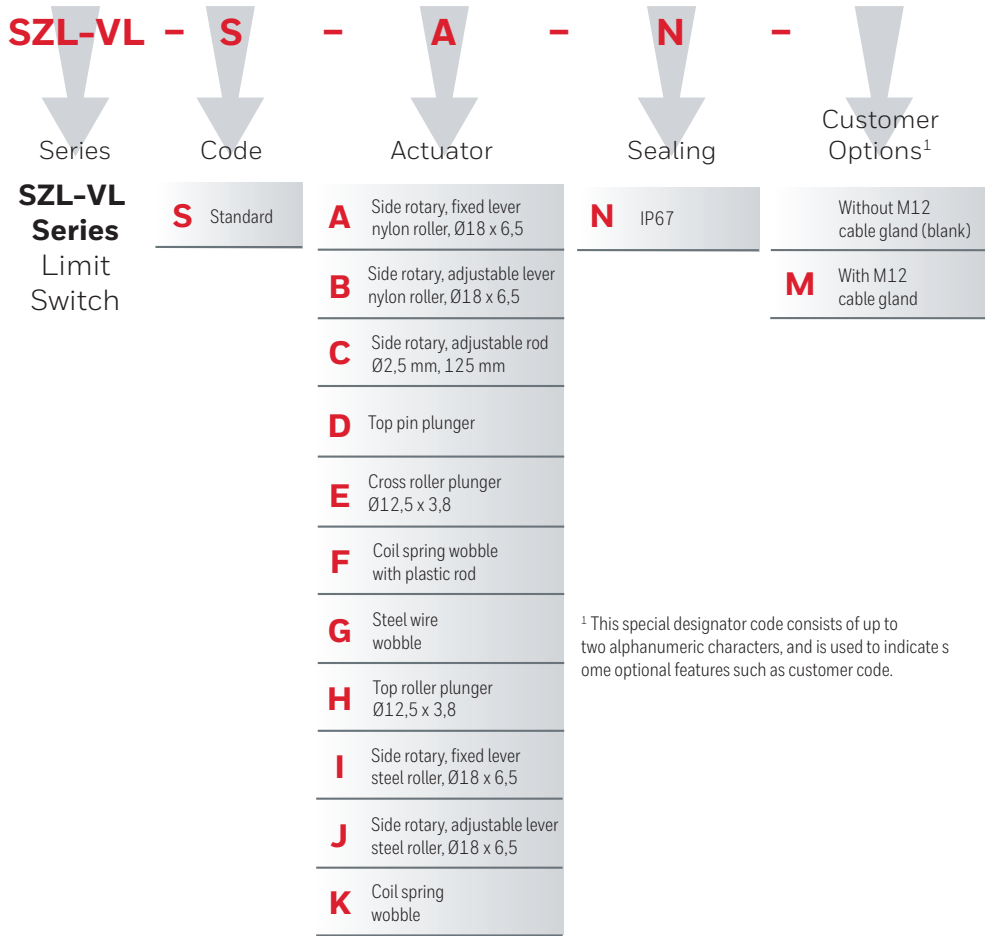 SZL-VL – S – A – N –
Series
Code
Actuator
Sealing
Customer
Options¹
SZL-VL
Series
Limit
Switch
S Standard
A Side rotary, fixed lever
nylon roller, Ø18 x 6,5
B Side rotary, adjustable lever
nylon roller, Ø18 x 6,5
C Side rotary, adjustable rod
Ø2,5 mm, 125 mm
D Top pin plunger
E Cross roller plunger
Ø12,5 x 3,8
F Coil spring wobble
with plastic rod
G Steel wire
wobble
H Top roller plunger
Ø12,5 x 3,8
I Side rotary, fixed lever
steel roller, Ø18 x 6,5
J Side rotary, adjustable lever
steel roller, Ø18 x 6,5
K Coil spring
wobble
N IP67
Without M12
cable gland (blank)
M With M12
cable gland
¹ This special designator code consists of up to
two alphanumeric characters, and is used to indicate s
ome optional features such as customer code.